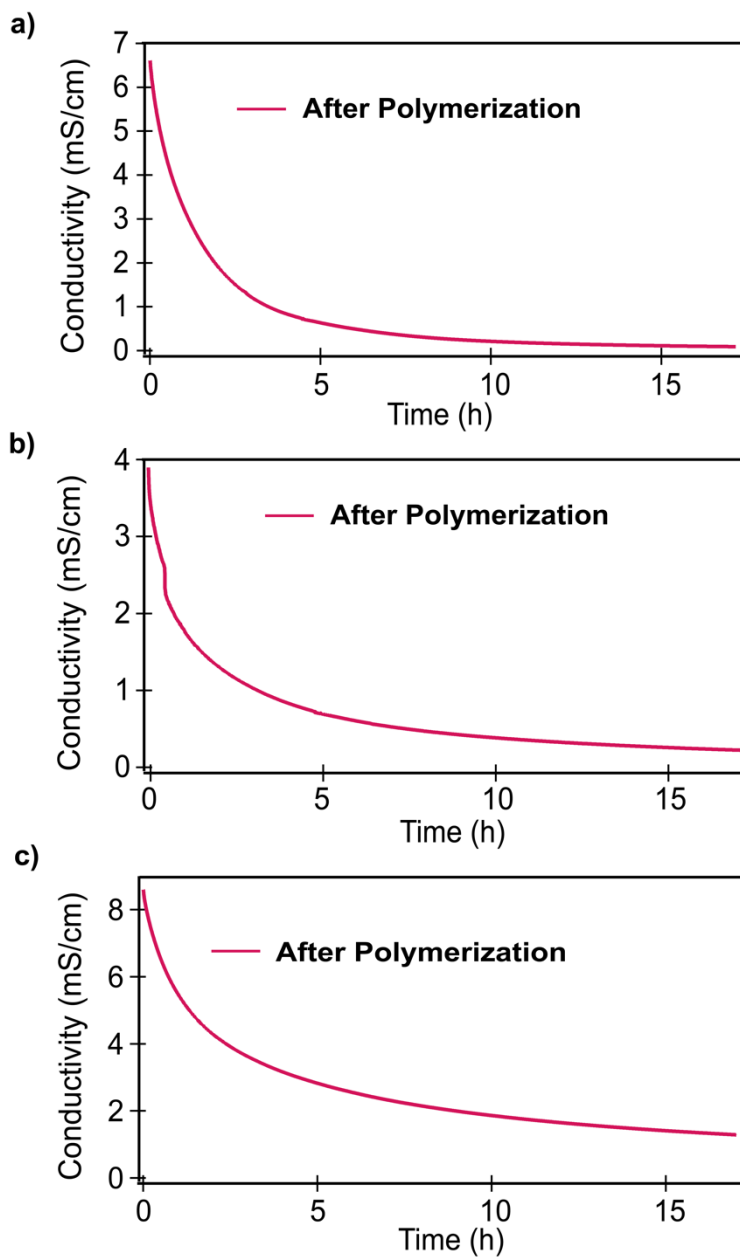 a)
7
6
5
4
3
2
1
0
Conductivity (mS/cm)
After Polymerization
0 5 10 15
Time (h)
b)
4
3
2
1
0
Conductivity (mS/cm)
After Polymerization
0 5 10 15
Time (h)
c)
8
6
4
2
0
Conductivity (mS/cm)
After Polymerization
0 5 10 15
Time (h)